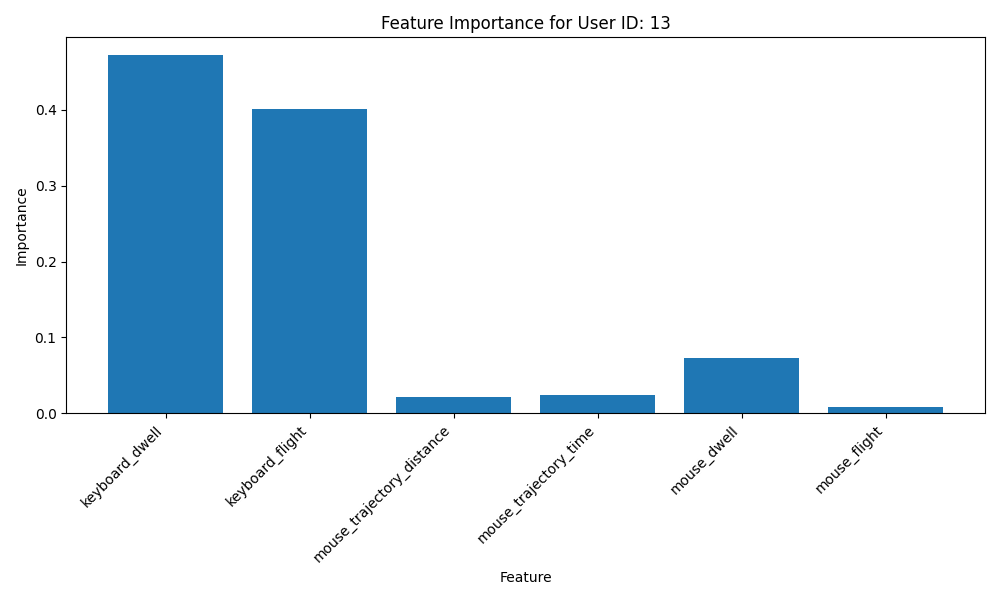 Feature Importance for User ID: 13
Importance
0.4
0.3
0.2
0.1
0.0
keyboard_dwell
keyboard_flight
mouse_trajectory_distance
mouse_trajectory_time
mouse_dwell
mouse_flight
Feature